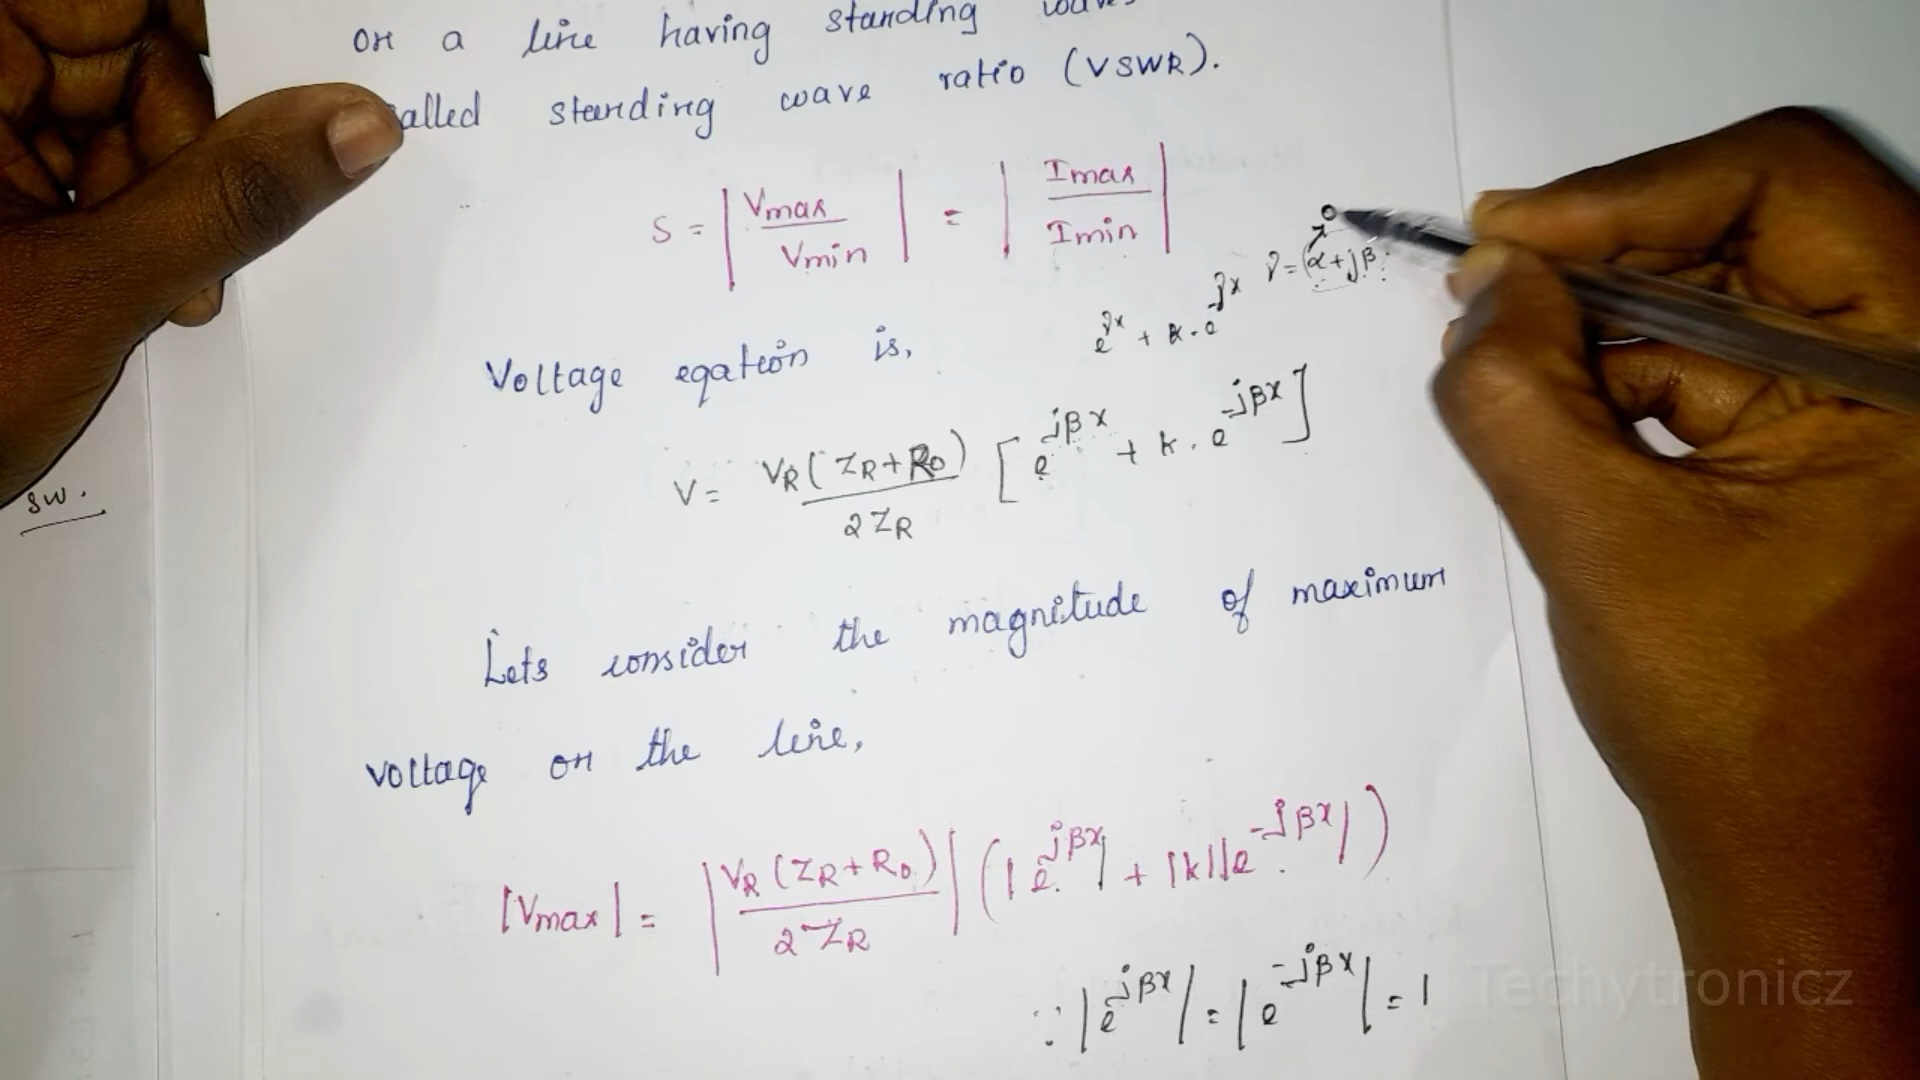 on a line having standing
called standing wave ratio (VSWR).
S = |Vmax / Vmin| = |Imax / Imin|
γ = (α + jβ) → 0
e^γx + k · e^-γx
Voltage eqation is,
V = VR (ZR + R0) / 2ZR [e^jβx + k · e^-jβx]
SW.
Lets consider the magnitude of maximum
voltage on the line,
|Vmax| = |VR (ZR + R0) / 2ZR| (|e^jβx| + |k||e^-jβx|)
∵ |e^jβx| = |e^-jβx| = 1
Techytronicz